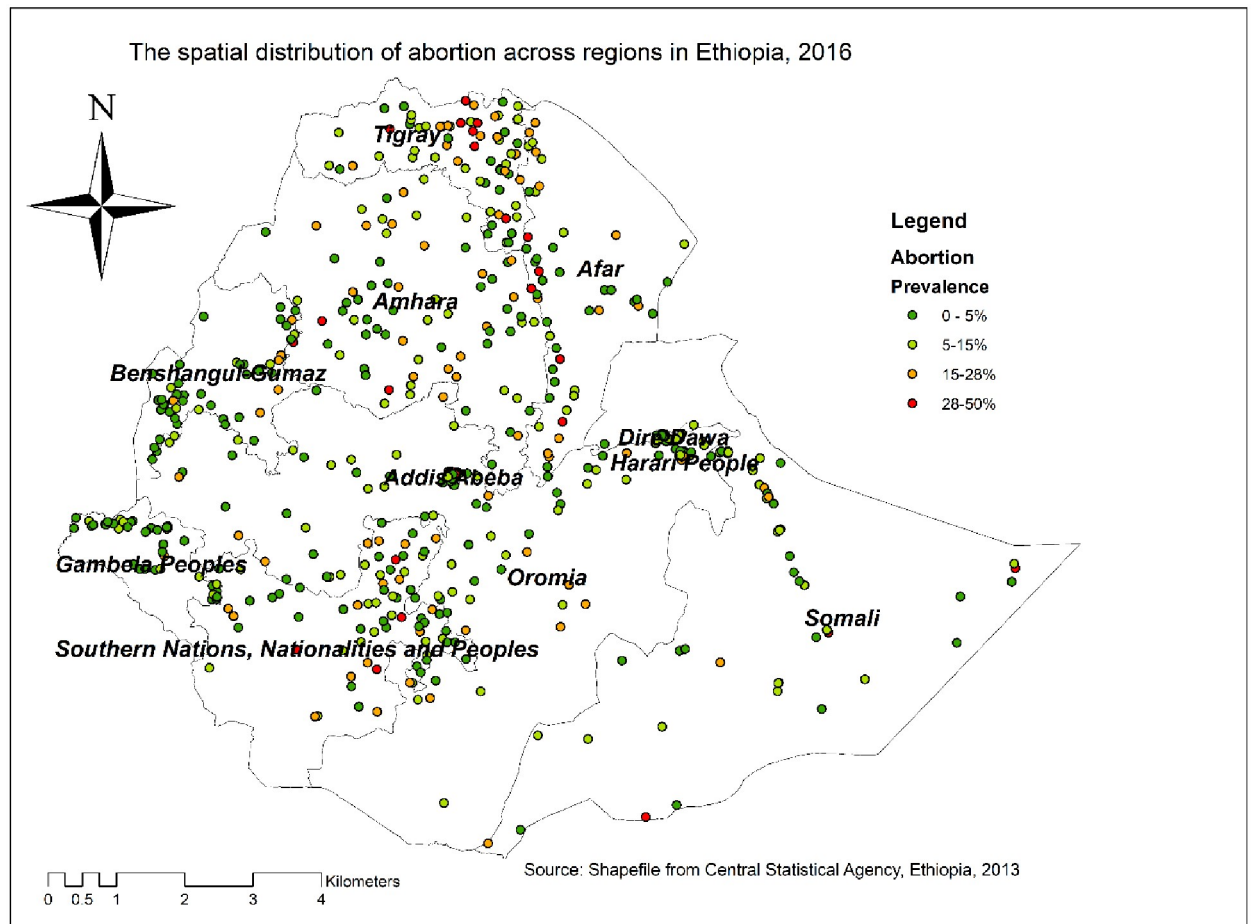 The spatial distribution of abortion across regions in Ethiopia, 2016
N
Tigray
Legend
Abortion
Prevalence
0 - 5%
5-15%
15-28%
28-50%
Afar
Amhara
Benshangul-Gumaz
Dire Dawa
Harari People
Addis Abeba
Gambela Peoples
Oromia
Somali
Southern Nations, Nationalities and Peoples
Source: Shapefile from Central Statistical Agency, Ethiopia, 2013
Kilometers
0 0.5 1 2 3 4